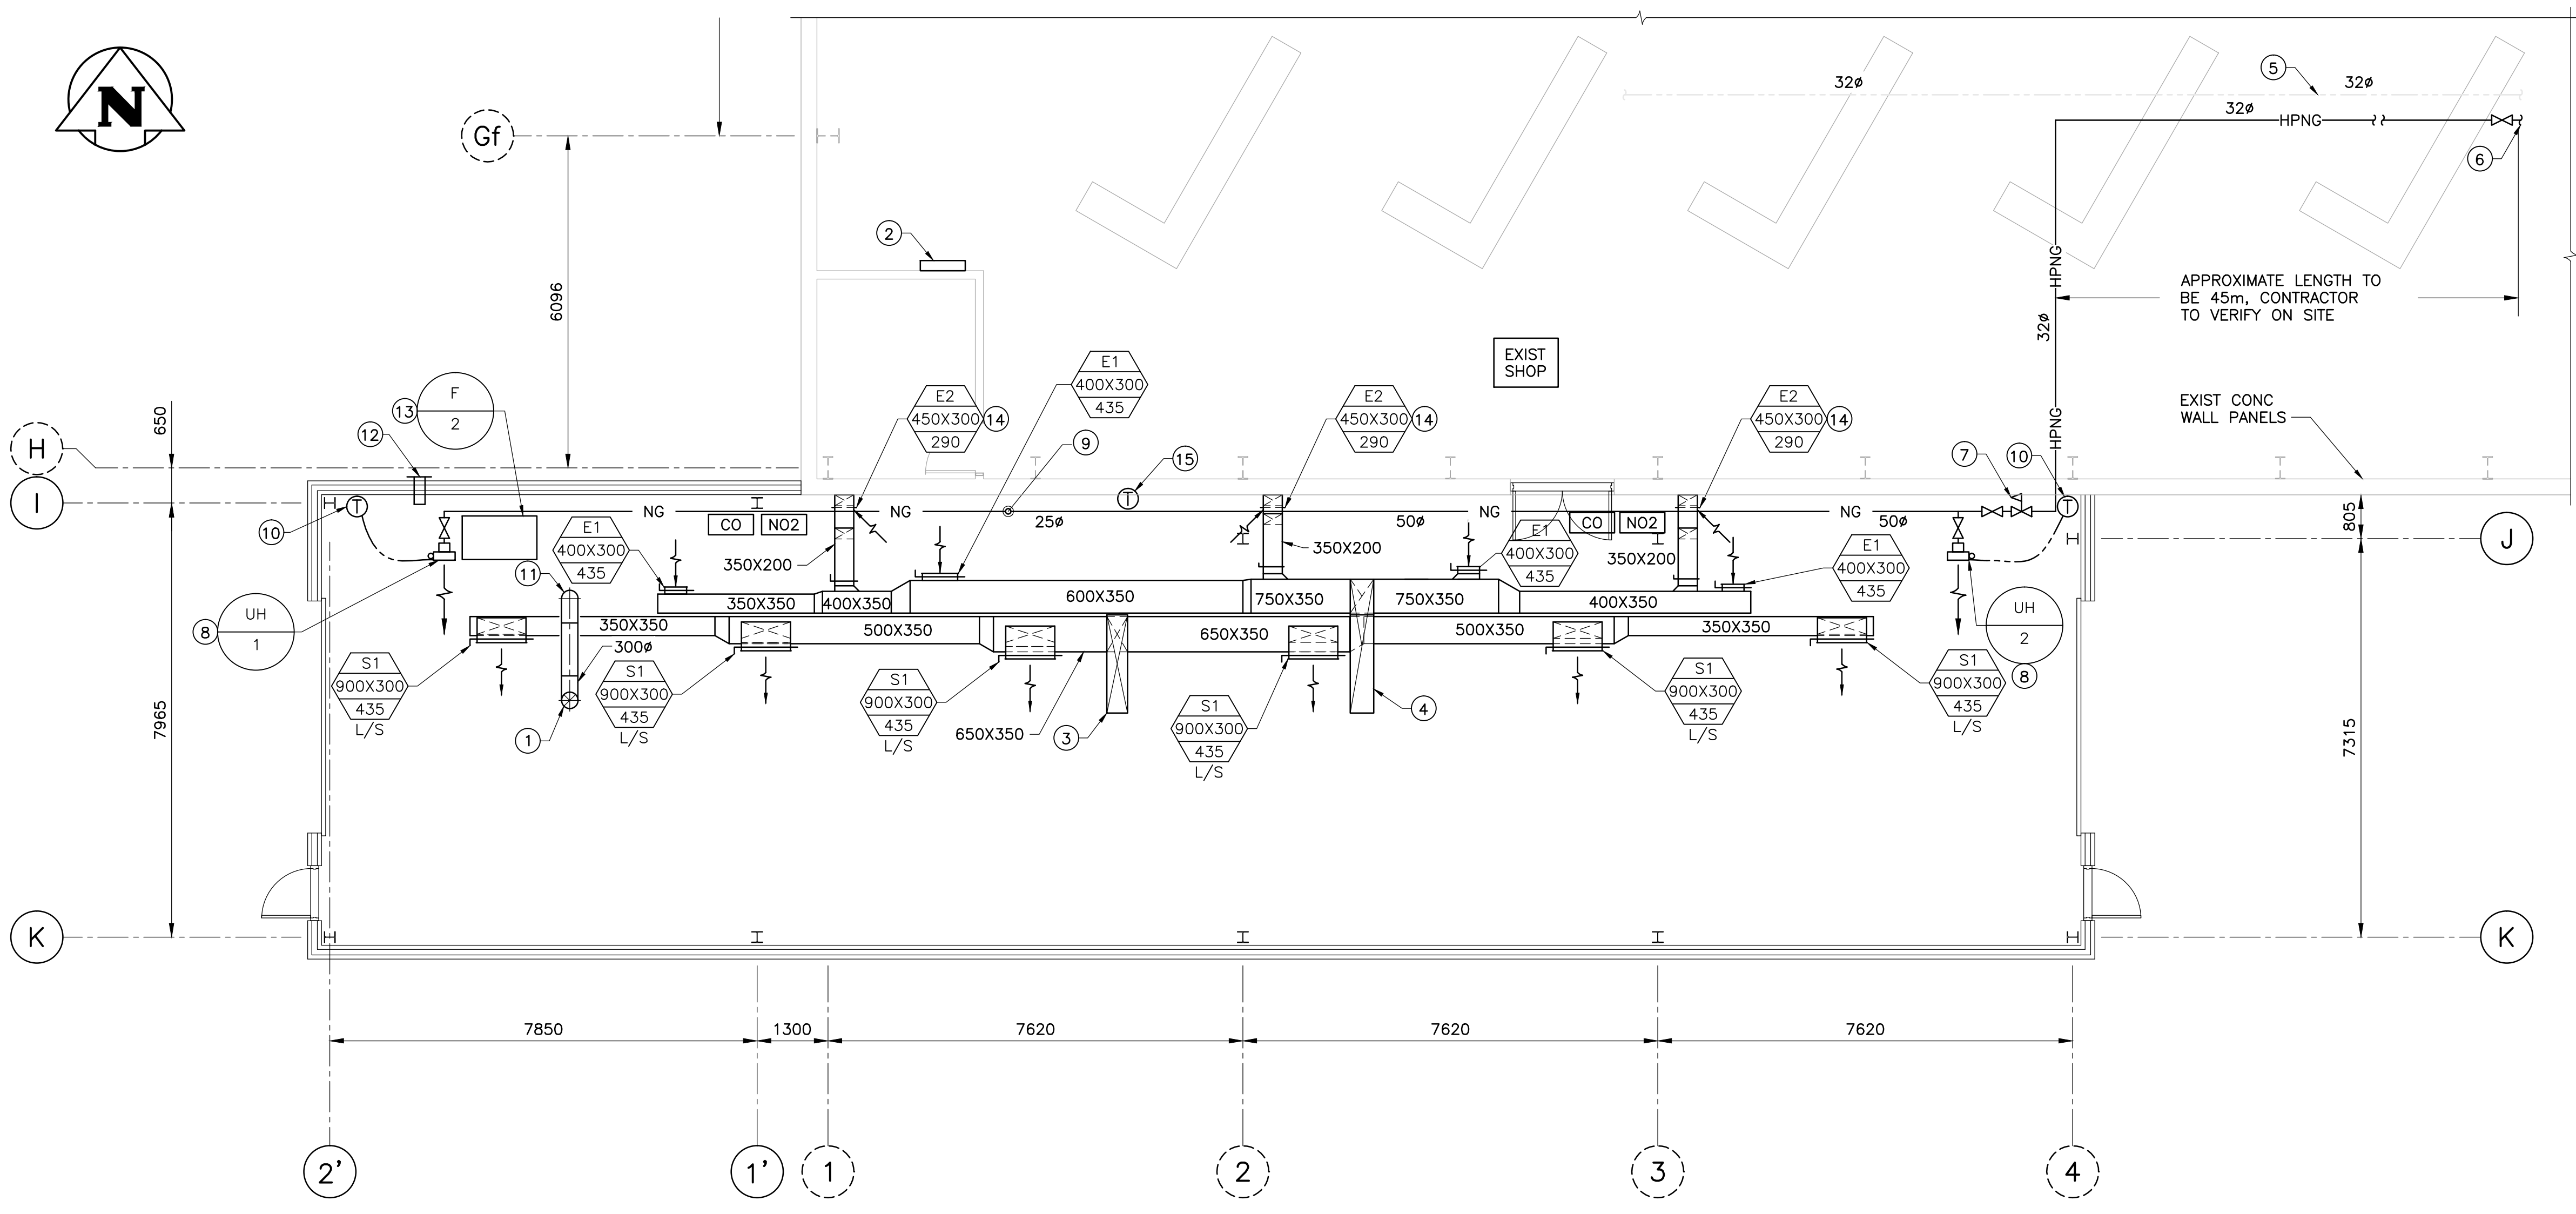 N
Gf
6096
2
5
32ø
32ø
32ø
HPNG
6
HPNG
32ø
HPNG
APPROXIMATE LENGTH TO
BE 45m, CONTRACTOR
TO VERIFY ON SITE
EXIST CONC
WALL PANELS
EXIST
SHOP
H
650
I
12
13
F
2
E2
450X300
290
14
E1
400X300
435
9
15
E2
450X300
290
14
E2
450X300
290
14
7
10
T
10
T
T
NG
CO
NO2
NG
25ø
50ø
NG
CO
NO2
NG
50ø
805
J
E1
400X300
435
350X200
350X200
E1
400X300
435
350X200
E1
400X300
435
11
350X350
400X350
600X350
750X350
750X350
400X350
8
UH
1
350X350
500X350
650X350
500X350
350X350
UH
2
8
300ø
S1
900X300
435
L/S
S1
900X300
435
L/S
S1
900X300
435
L/S
S1
900X300
435
L/S
S1
900X300
435
L/S
S1
900X300
435
L/S
1
650X350
3
4
7965
7315
K
K
7850
1300
7620
7620
7620
2'
1'
1
2
3
4